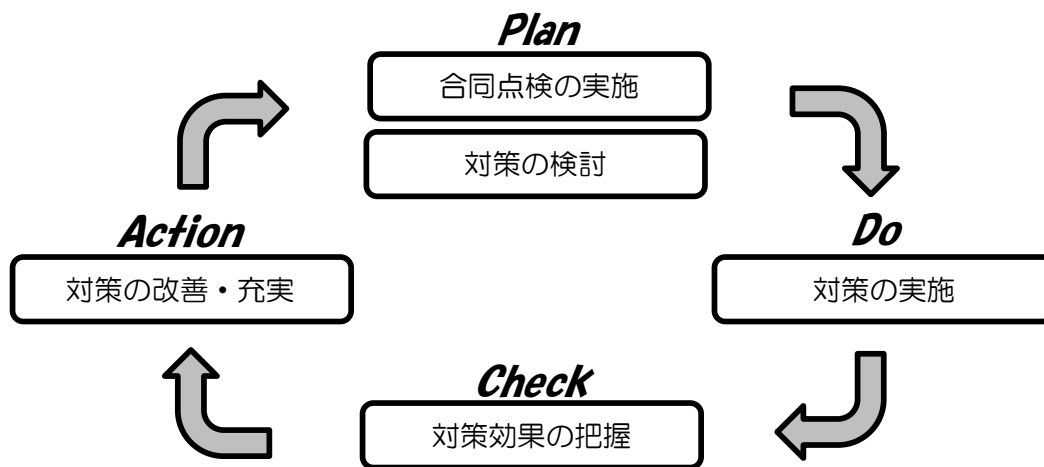 Plan
合同点検の実施
対策の検討
Action
対策の改善・充実
Do
対策の実施
Check
対策効果の把握